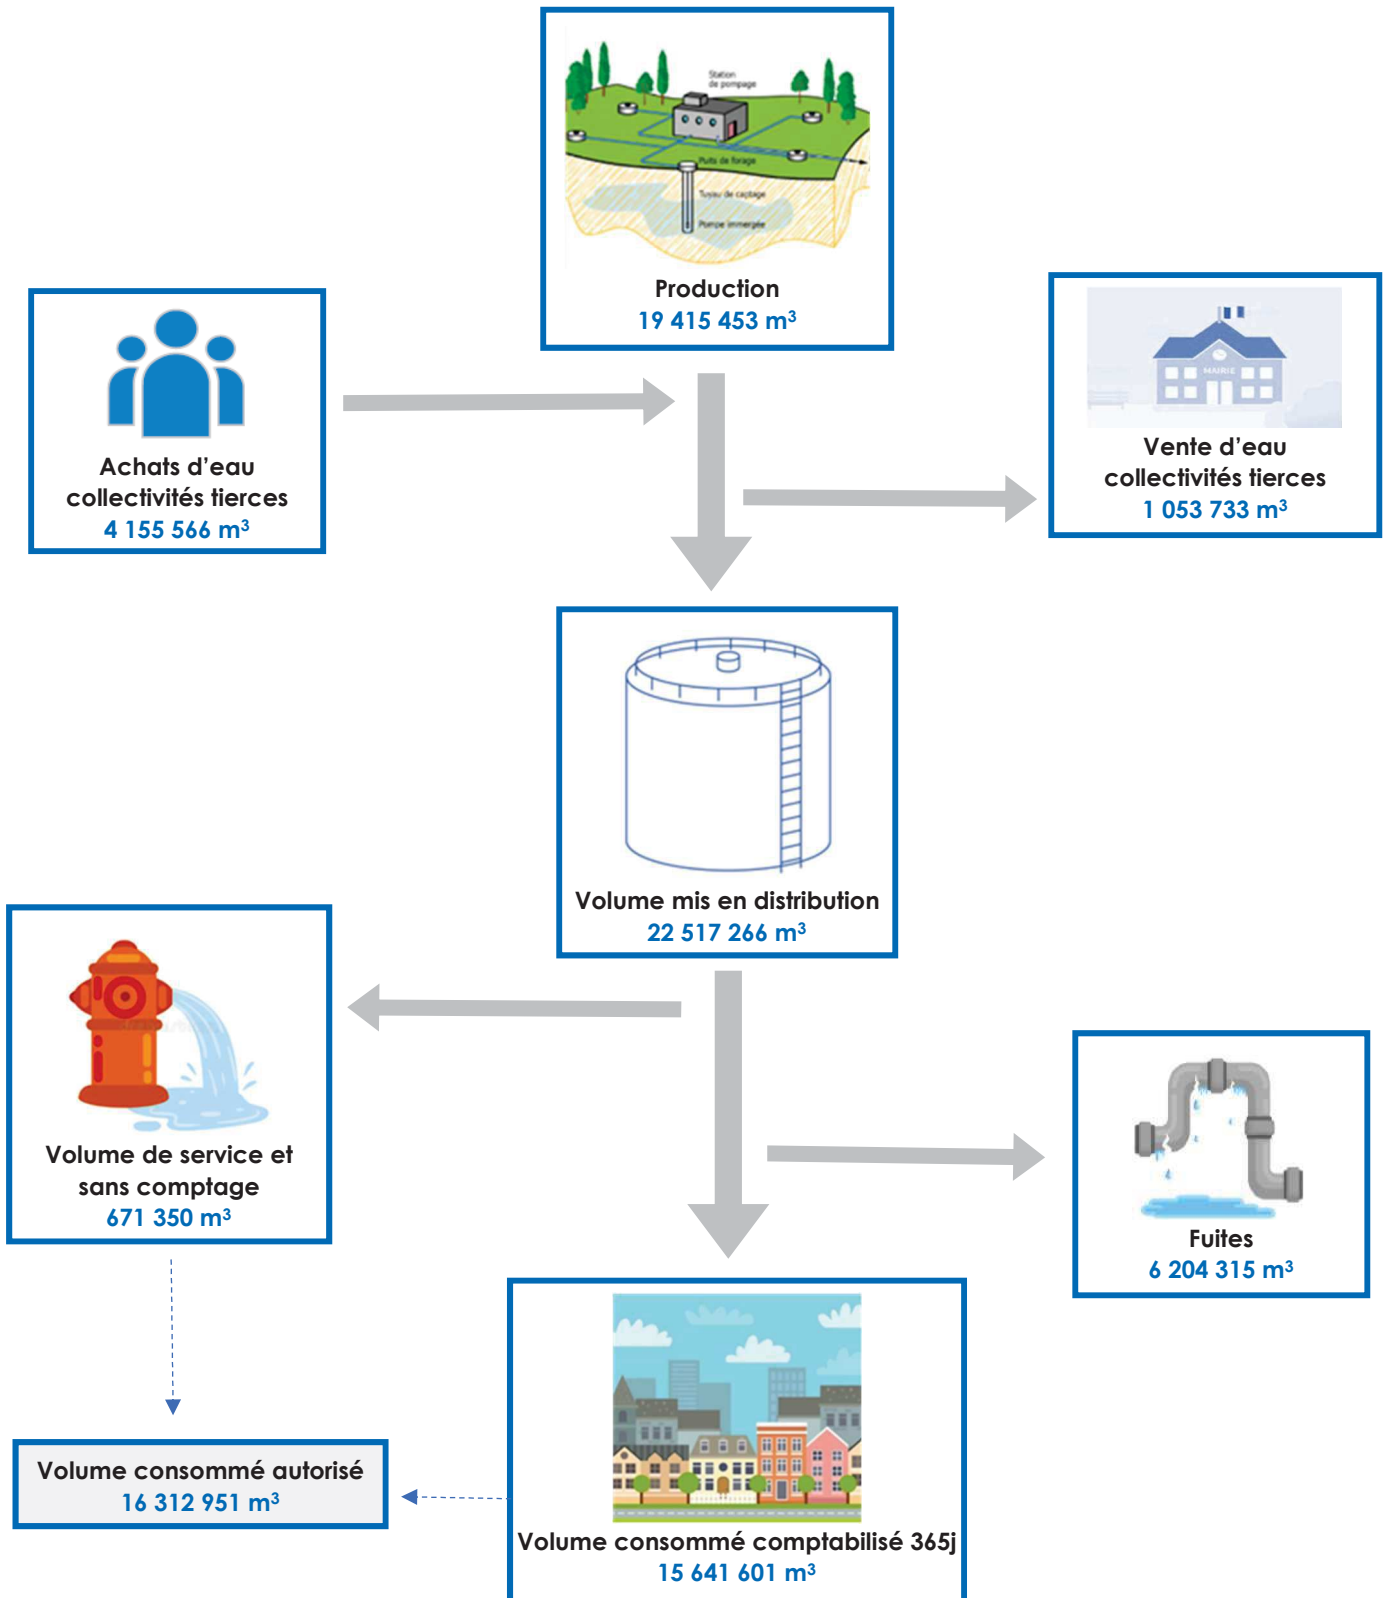 Station
de pompage
Puits de forage
Tuyau de captage
Pompe immergée
Production
19 415 453 m³
MAIRIE
Achats d'eau
collectivités tierces
4 155 566 m³
Vente d'eau
collectivités tierces
1 053 733 m³
Volume mis en distribution
22 517 266 m³
Volume de service et
sans comptage
671 350 m³
Fuites
6 204 315 m³
Volume consommé autorisé
16 312 951 m³
Volume consommé comptabilisé 365j
15 641 601 m³